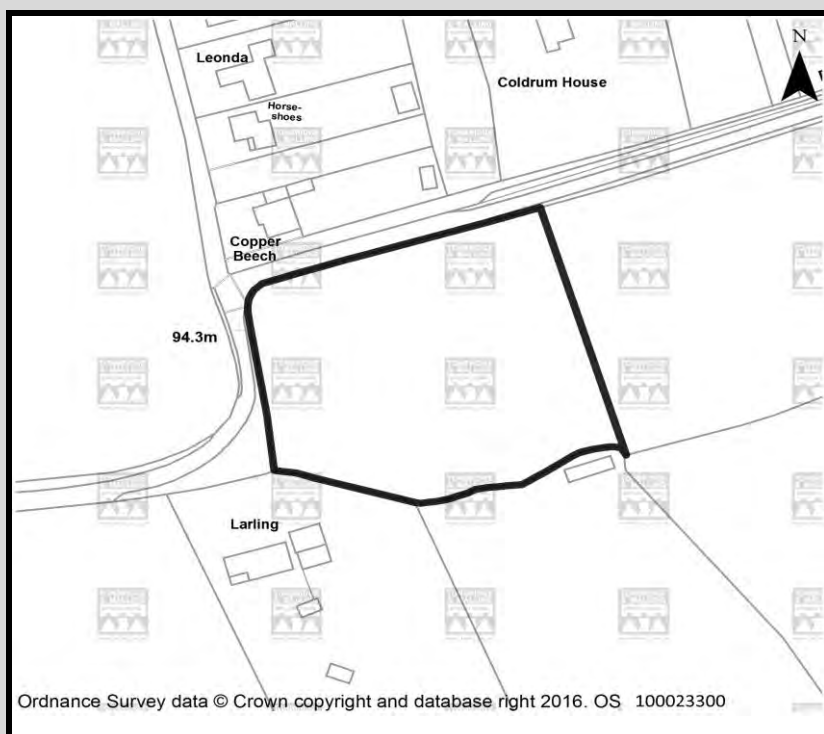 N
Leonda
Coldrum House
Horse-
shoes
Copper
Beech
94.3m
Larling
Ordnance Survey data © Crown copyright and database right 2016. OS 100023300